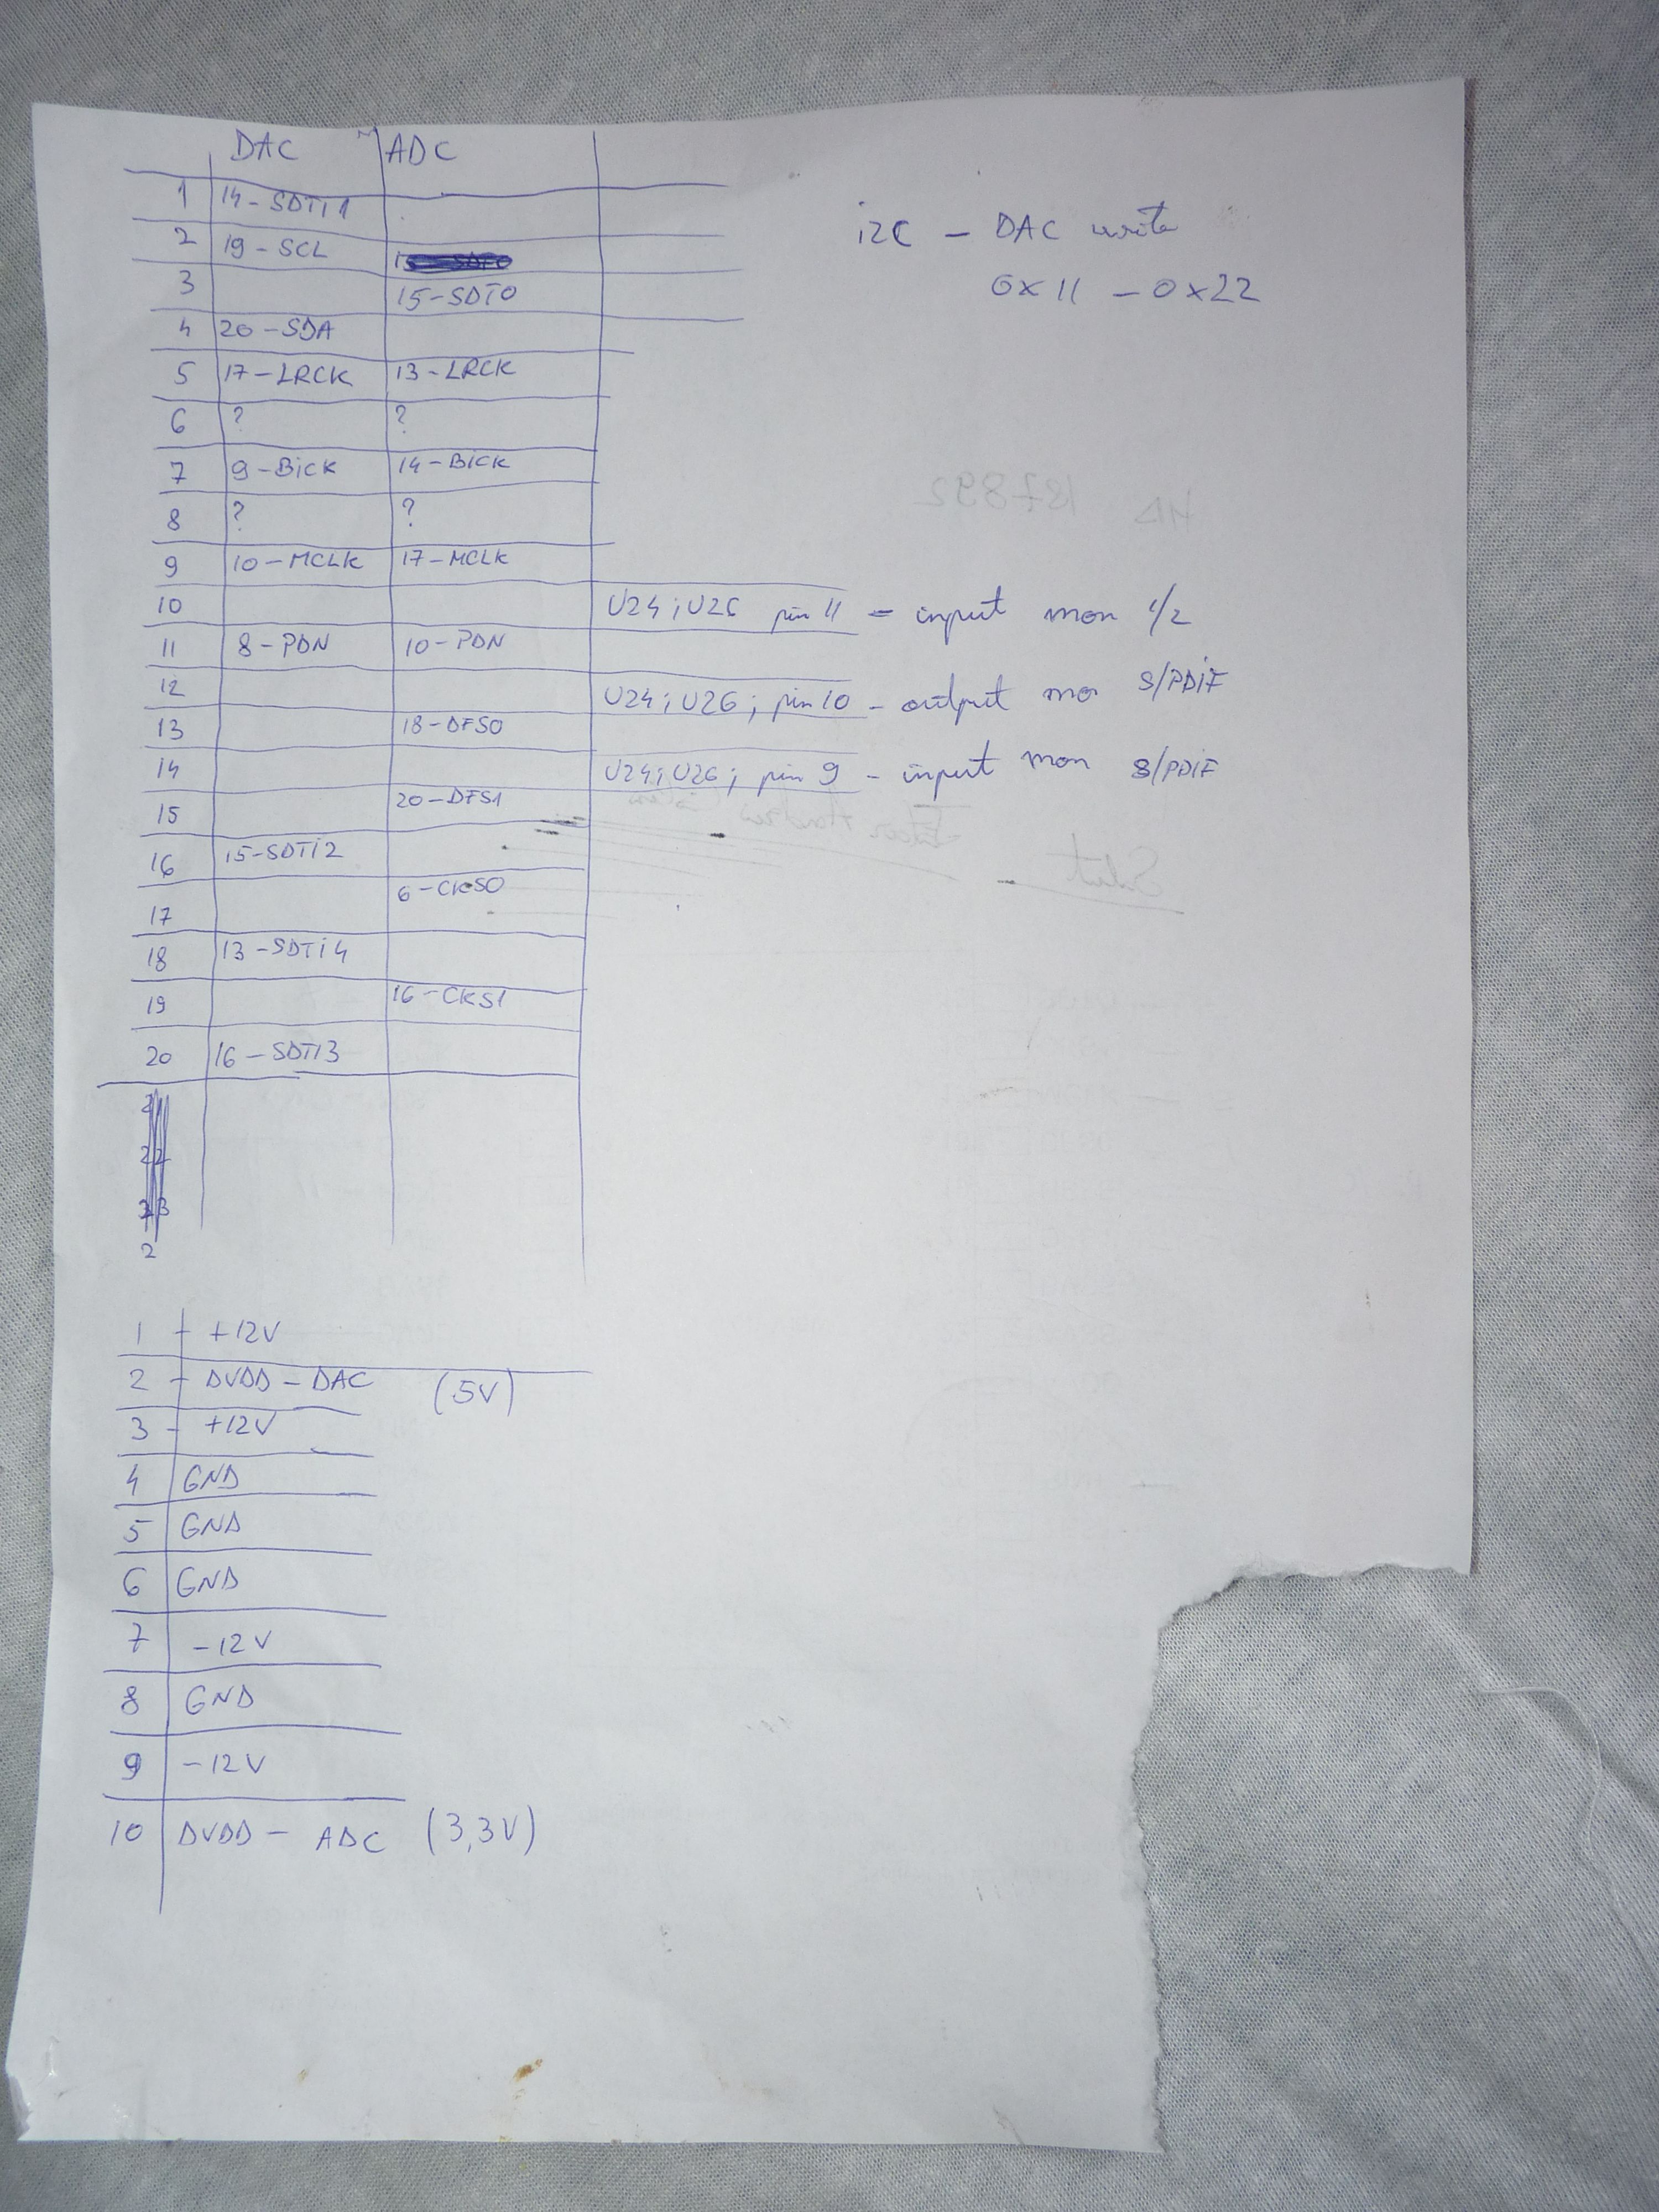 DAC ADC
1 14-SDTI1
2 19-SCL
3 15-SDTO
4 20-SDA
5 17-LRCK 13-LRCK
6 ? ?
7 9-BICK 14-BICK
8 ? ?
9 10-MCLK 17-MCLK
10 U24;U26 pin 11 - input mon 1/2
11 8-PDN 10-PDN
12 U24;U26; pin 10 - output mon S/PDIF
13 18-DFS0
14 U24;U26; pin 9 - input mon S/PDIF
15 20-DFS1
16 15-SDTI2
17 6-CKS0
18 13-SDTI4
19 16-CKS1
20 16-SDTI3
2
i2C - DAC write
0x11 - 0x22
1 - +12V
2 - DVDD-DAC (5V)
3 - +12V
4 GND
5 GND
6 GND
7 -12V
8 GND
9 -12V
10 DVDD-ADC (3,3V)